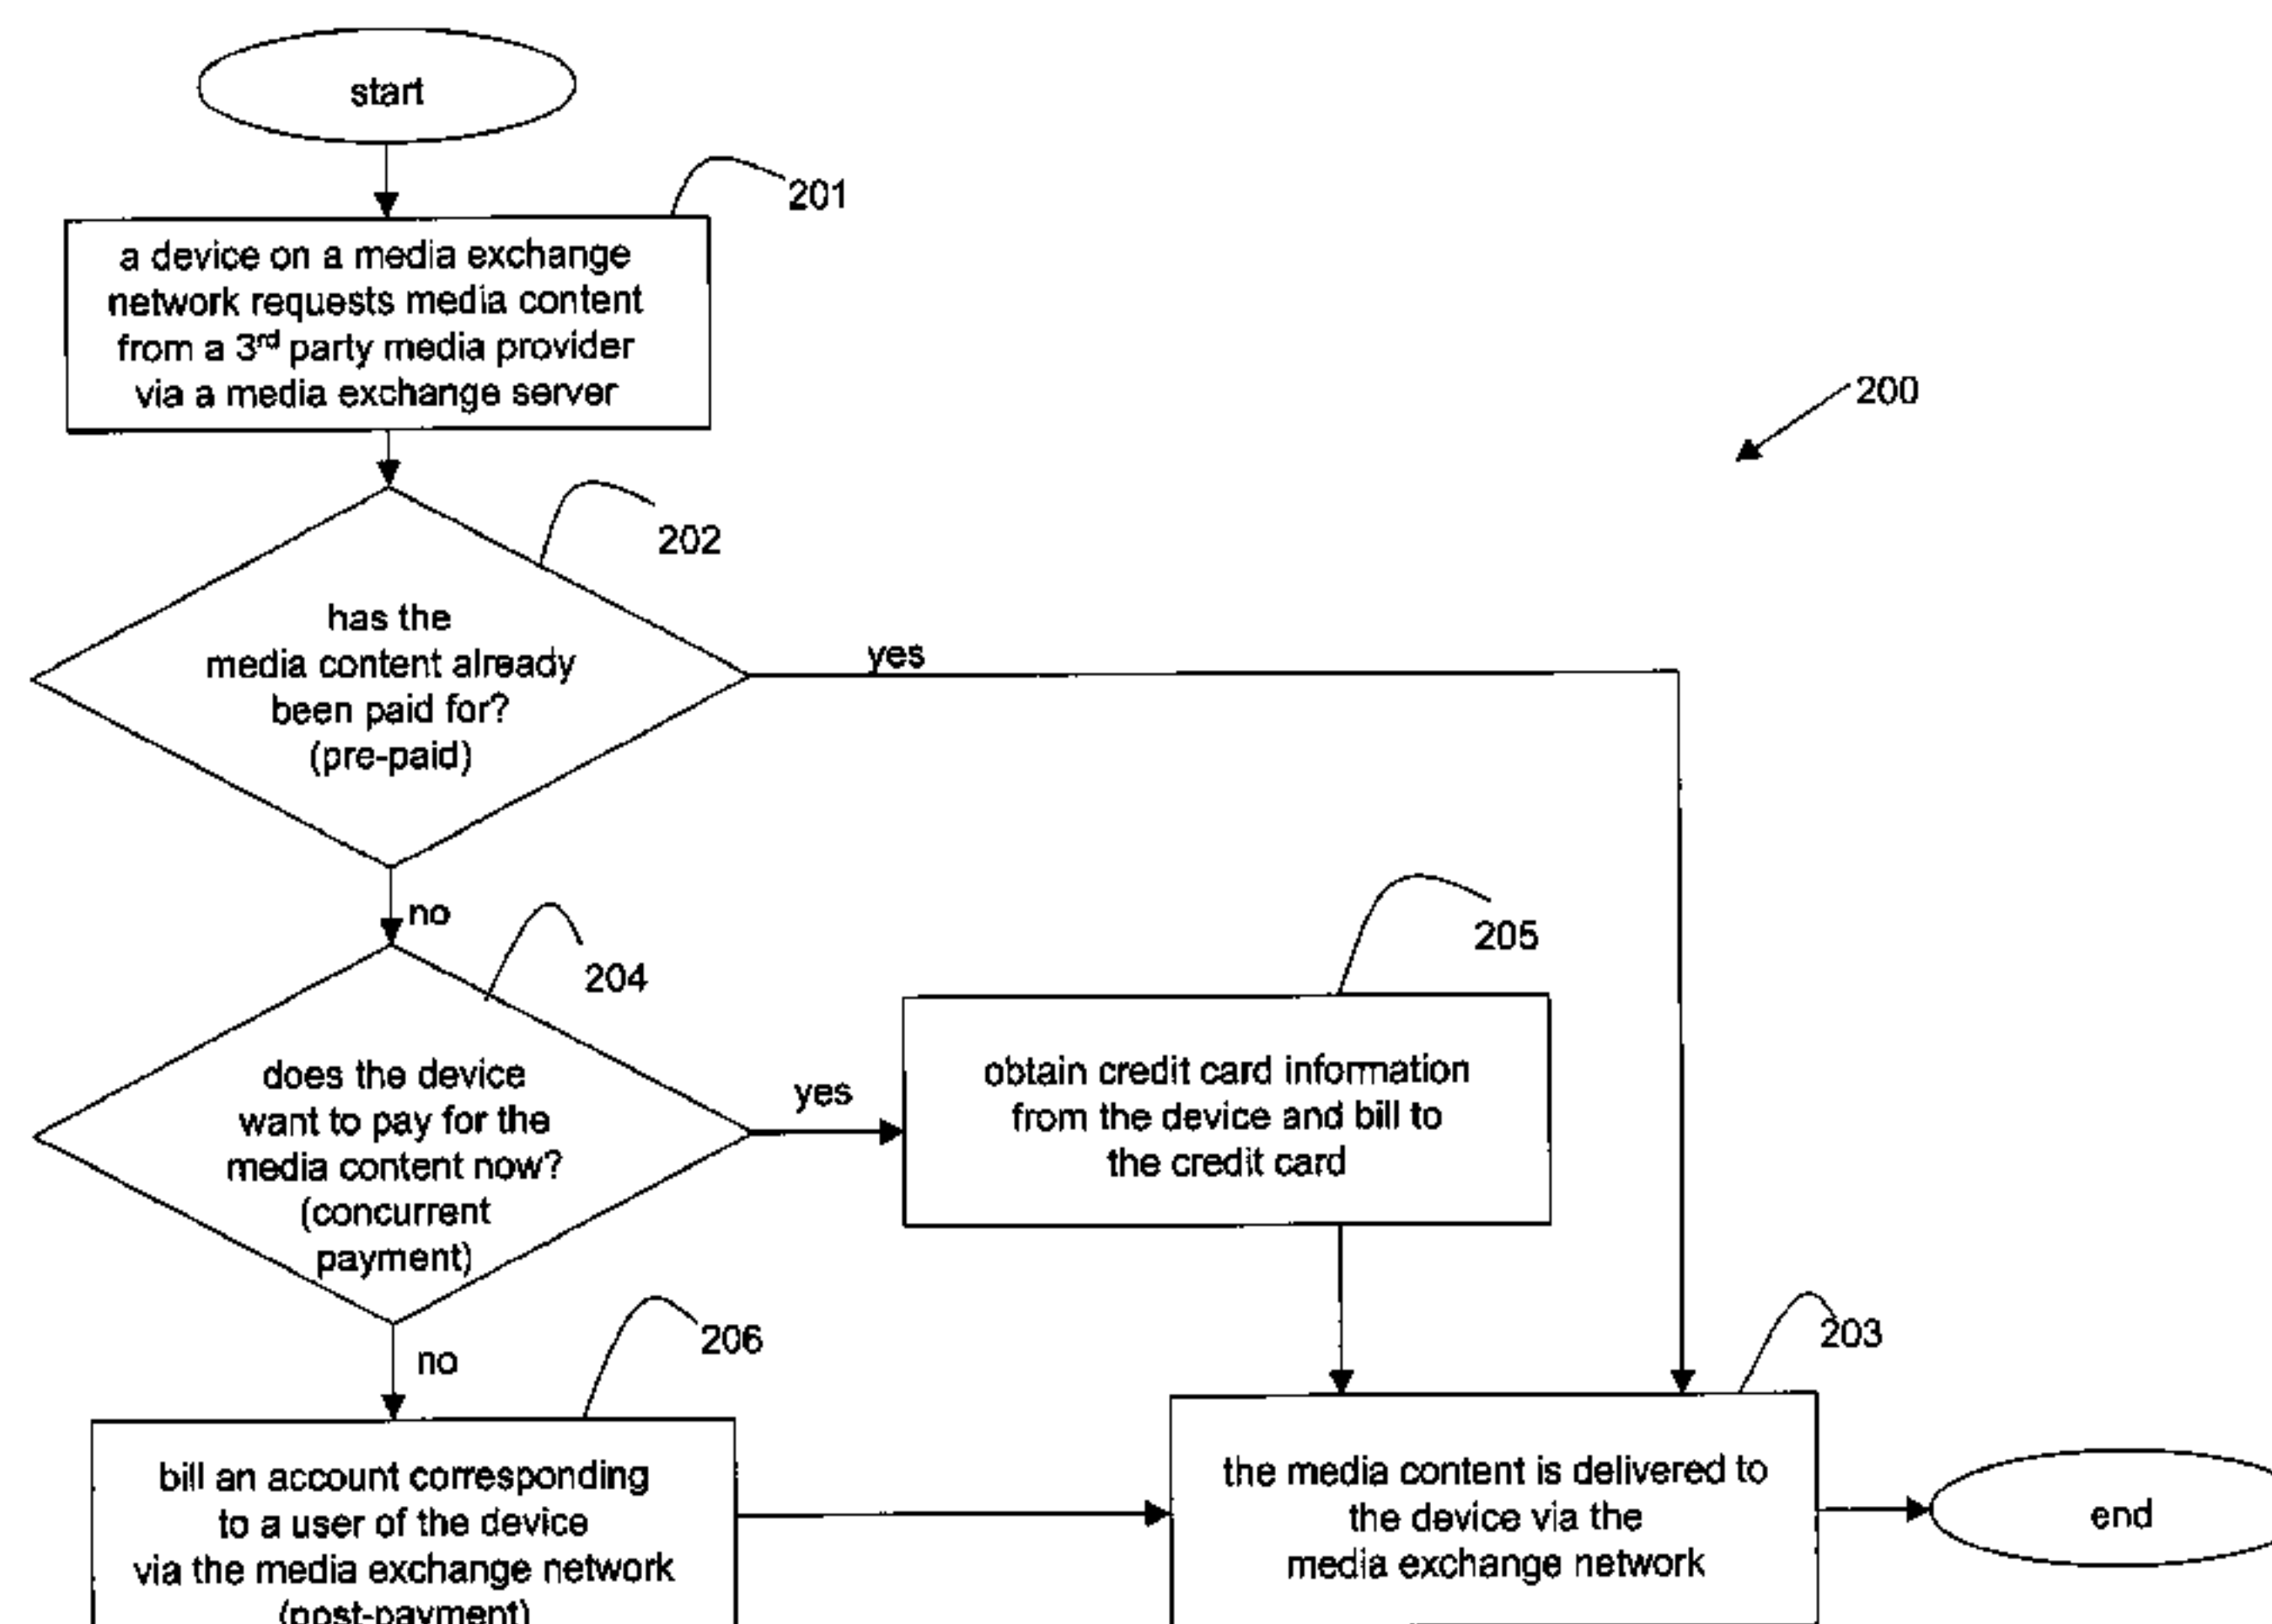 start
201
a device on a media exchange
network requests media content
from a 3rd party media provider
via a media exchange server
200
202
has the
media content already
been paid for?
(pre-paid)
yes
no
204
205
does the device
want to pay for the
media content now?
(concurrent
payment)
yes
obtain credit card information
from the device and bill to
the credit card
206
203
no
bill an account corresponding
to a user of the device
via the media exchange network
(post-payment)
the media content is delivered to
the device via the
media exchange network
end